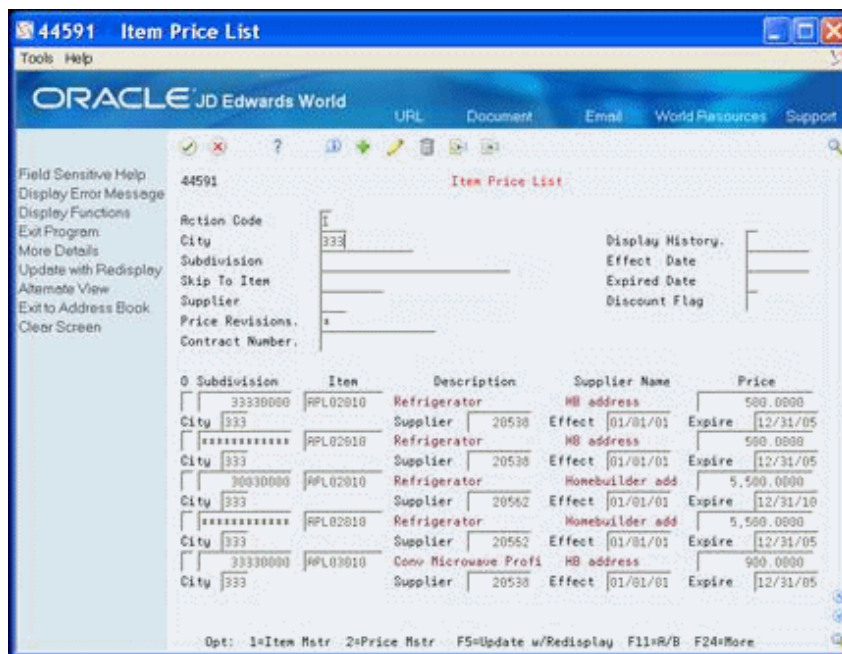 44591 Item Price List
Tools Help
ORACLE JD Edwards World
URL Document Email World Resources Support
Field Sensitive Help
Display Error Message
Display Functions
Exit Program
More Details
Update with Redisplay
Alternate View
Exit to Address Book
Clear Screen
44591 Item Price List
Action Code I
City 333 Display History.
Subdivision Effect Date
Skip To Item Expired Date
Supplier Discount Flag
Price Revisions. *
Contract Number.
O Subdivision Item Description Supplier Name Price
33330000 APL02010 Refrigerator HB address 500.0000
City 333 Supplier 20538 Effect 01/01/01 Expire 12/31/05
************ APL02010 Refrigerator HB address 500.0000
City 333 Supplier 20538 Effect 01/01/01 Expire 12/31/05
30030000 APL02010 Refrigerator Homebuilder add 5,500.0000
City 333 Supplier 20562 Effect 01/01/01 Expire 12/31/10
************ APL02010 Refrigerator Homebuilder add 5,500.0000
City 333 Supplier 20562 Effect 01/01/01 Expire 12/31/05
33330000 APL03010 Conv Microwave Profi HB address 900.0000
City 333 Supplier 20538 Effect 01/01/01 Expire 12/31/05
Opt: 1=Item Mstr 2=Price Mstr F5=Update w/Redisplay F11=A/B F24=More